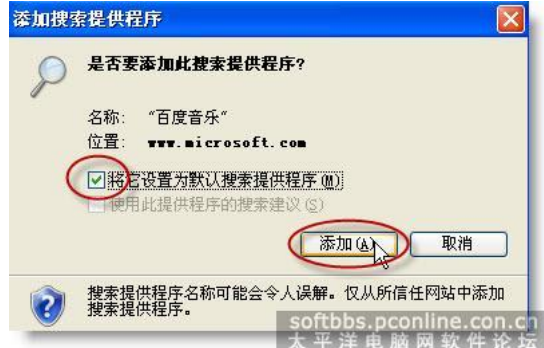 添加搜索提供程序
是否要添加此搜索提供程序?
名称: “百度音乐“
位置: www.microsoft.com
将它设置为默认搜索提供程序(M)
使用此提供程序的搜索建议(S)
添加(A) 取消
搜索提供程序名称可能会令人误解。仅从所信任网站中添加
搜索提供程序。
softbbs.pconline.con.cn
太平洋电脑网软件论坛